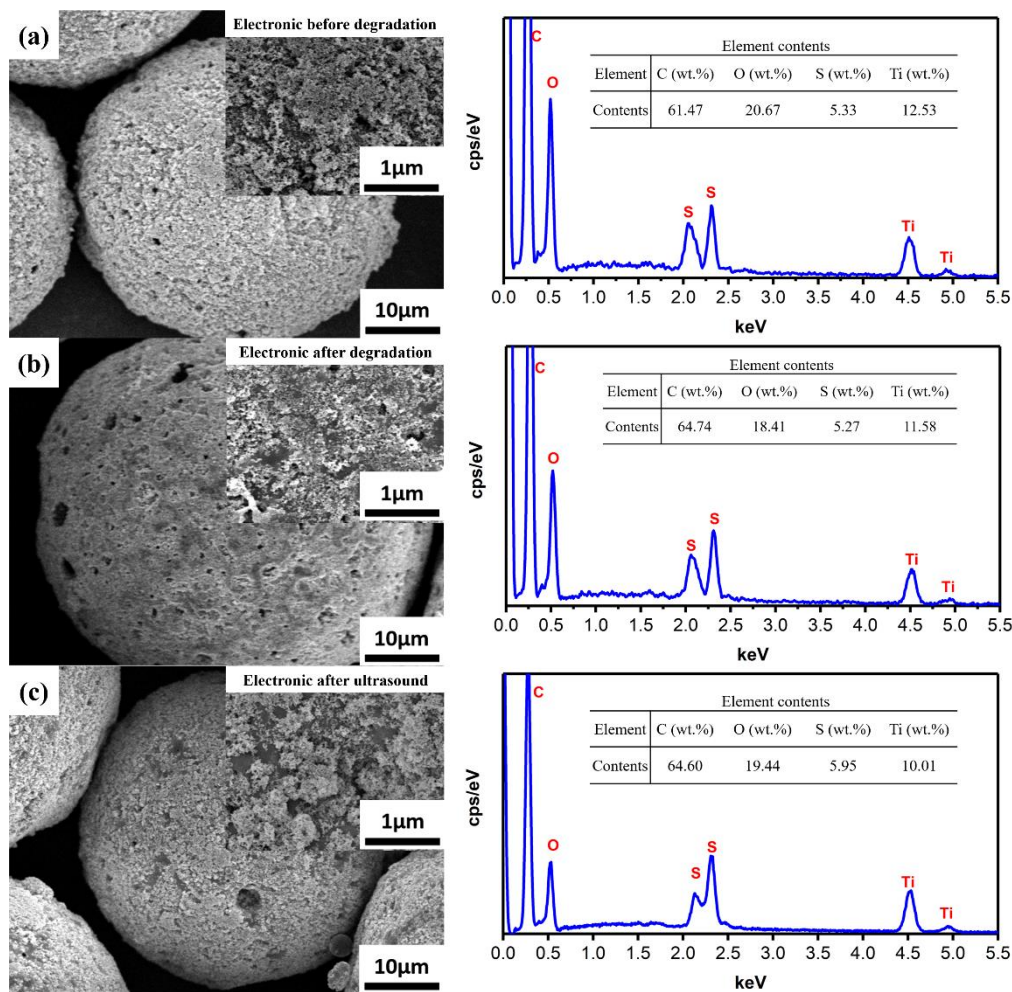 (a)
Electronic before degradation
1μm
10μm
C
O
S
S
Ti
Ti
Element contents
Element C (wt.%) O (wt.%) S (wt.%) Ti (wt.%)
Contents 61.47 20.67 5.33 12.53
cps/eV
0.0 0.5 1.0 1.5 2.0 2.5 3.0 3.5 4.0 4.5 5.0 5.5
keV
(b)
Electronic after degradation
1μm
10μm
C
O
S
S
Ti
Ti
Element contents
Element C (wt.%) O (wt.%) S (wt.%) Ti (wt.%)
Contents 64.74 18.41 5.27 11.58
cps/eV
0.0 0.5 1.0 1.5 2.0 2.5 3.0 3.5 4.0 4.5 5.0 5.5
keV
(c)
Electronic after ultrasound
1μm
10μm
C
O
S
S
Ti
Ti
Element contents
Element C (wt.%) O (wt.%) S (wt.%) Ti (wt.%)
Contents 64.60 19.44 5.95 10.01
cps/eV
0.0 0.5 1.0 1.5 2.0 2.5 3.0 3.5 4.0 4.5 5.0 5.5
keV